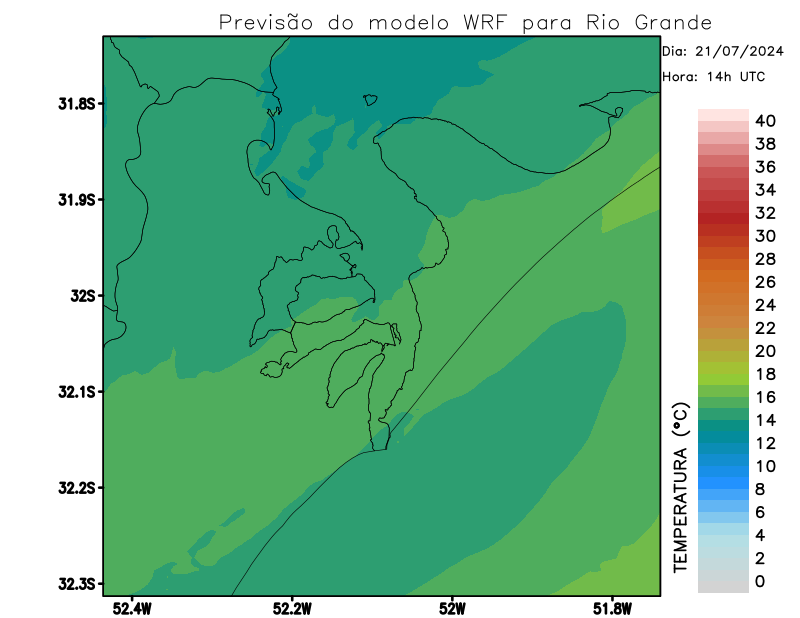 Previsão do modelo WRF para Rio Grande
Dia: 21/07/2024
Hora: 14h UTC
31.8S
31.9S
32S
32.1S
32.2S
32.3S
52.4W
52.2W
52W
51.8W
TEMPERATURA (°C)
40
38
36
34
32
30
28
26
24
22
20
18
16
14
12
10
8
6
4
2
0